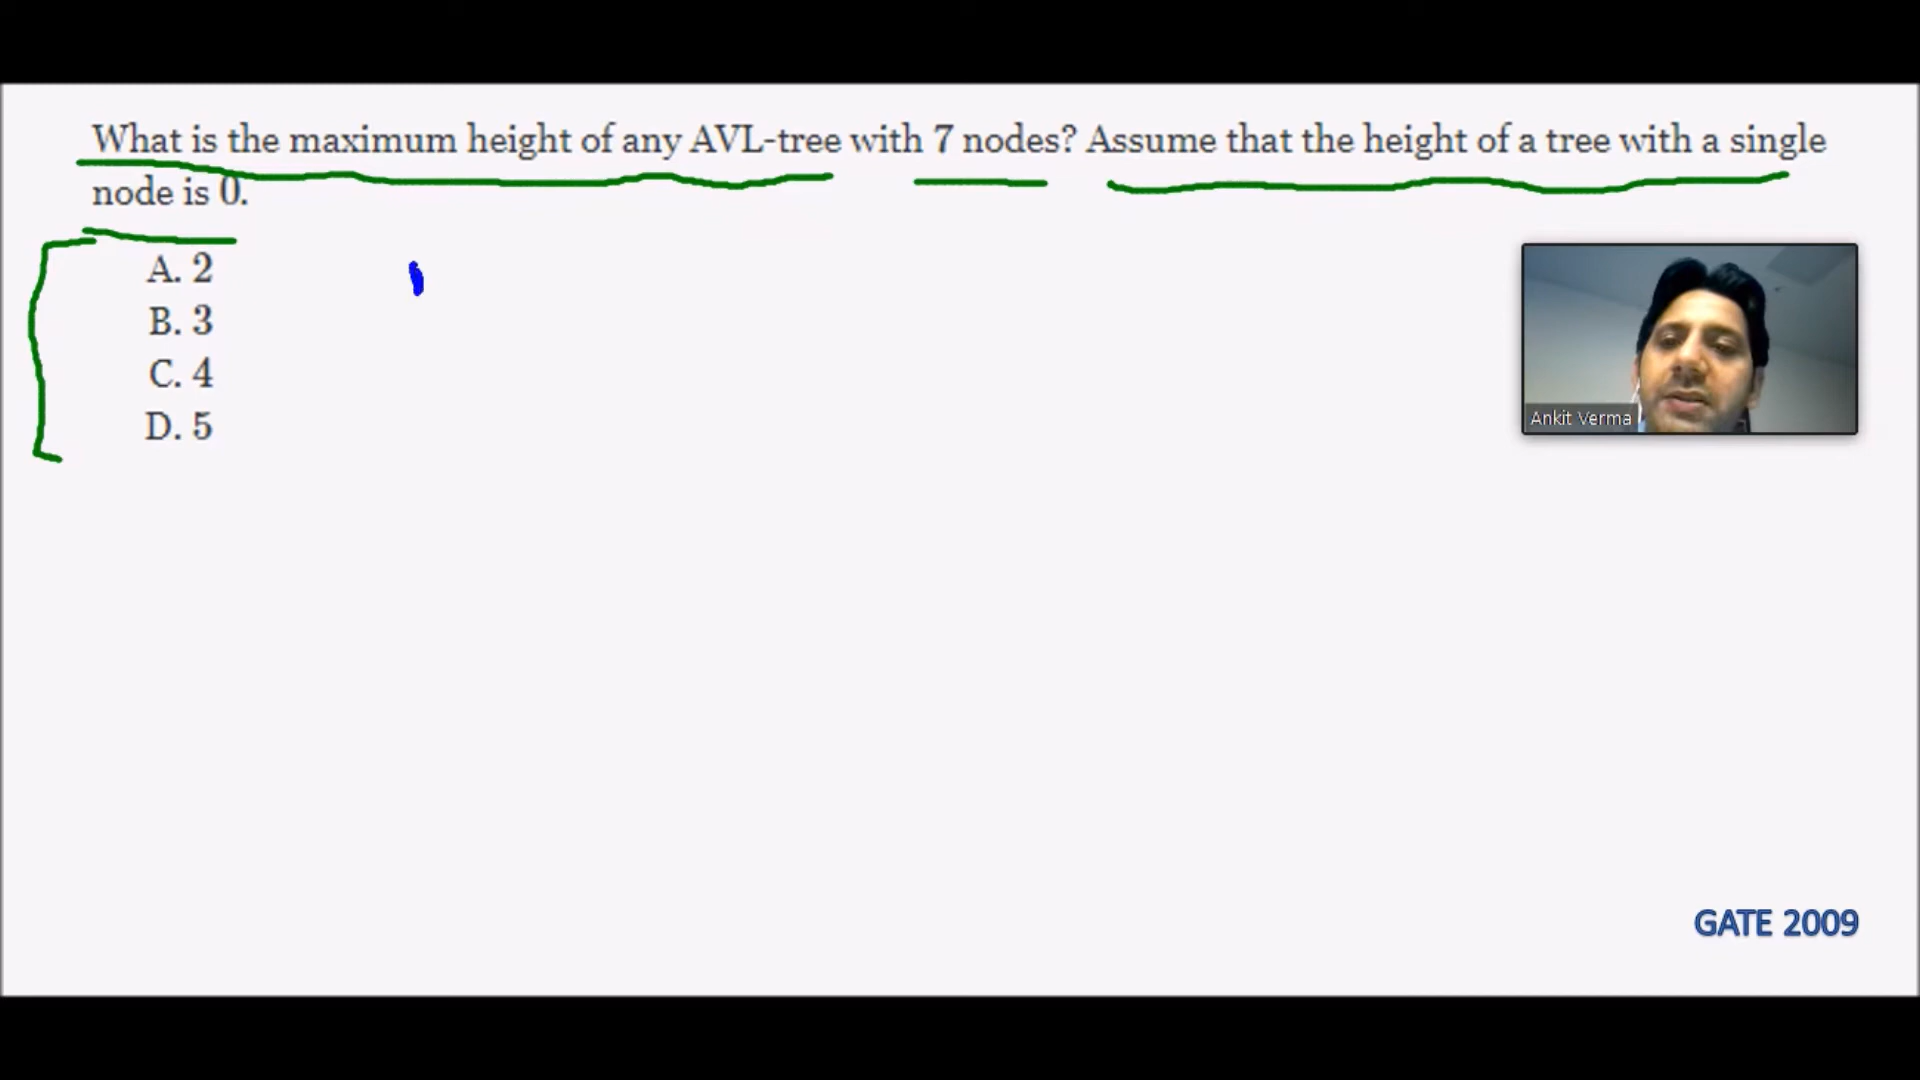 What is the maximum height of any AVL-tree with 7 nodes? Assume that the height of a tree with a single
node is 0.
A. 2
B. 3
C. 4
D. 5
Ankit Verma
GATE 2009